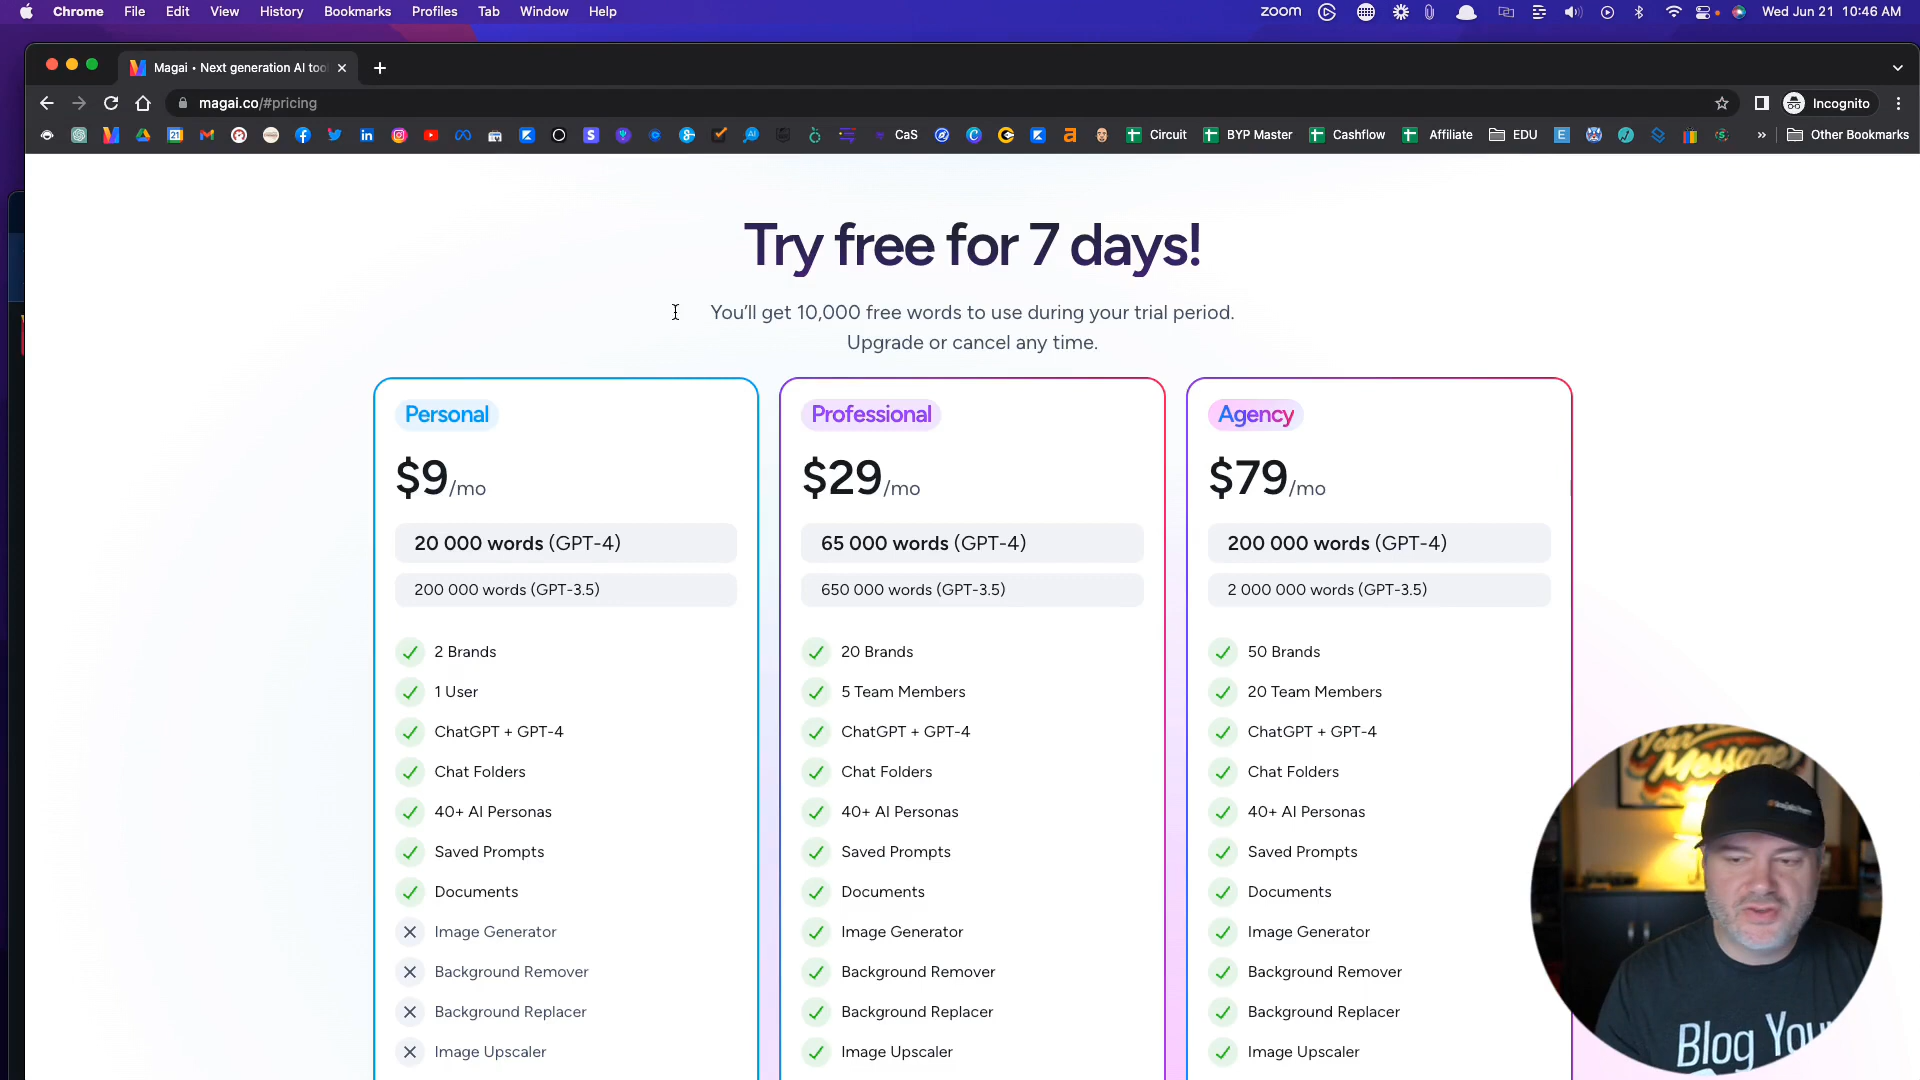 Chrome File Edit View History Bookmarks Profiles Tab Window Help
zoom
Wed Jun 21 10:46 AM
Magai • Next generation AI too
magai.co/#pricing
Incognito
CaS
Circuit
BYP Master
Cashflow
Affiliate
EDU
Other Bookmarks
Try free for 7 days!
You'll get 10,000 free words to use during your trial period.
Upgrade or cancel any time.
Personal
$9/mo
20 000 words (GPT-4)
200 000 words (GPT-3.5)
2 Brands
1 User
ChatGPT + GPT-4
Chat Folders
40+ AI Personas
Saved Prompts
Documents
Image Generator
Background Remover
Background Replacer
Image Upscaler
Professional
$29/mo
65 000 words (GPT-4)
650 000 words (GPT-3.5)
20 Brands
5 Team Members
ChatGPT + GPT-4
Chat Folders
40+ AI Personas
Saved Prompts
Documents
Image Generator
Background Remover
Background Replacer
Image Upscaler
Agency
$79/mo
200 000 words (GPT-4)
2 000 000 words (GPT-3.5)
50 Brands
20 Team Members
ChatGPT + GPT-4
Chat Folders
40+ AI Personas
Saved Prompts
Documents
Image Generator
Background Remover
Background Replacer
Image Upscaler
Your
Message
Blog You